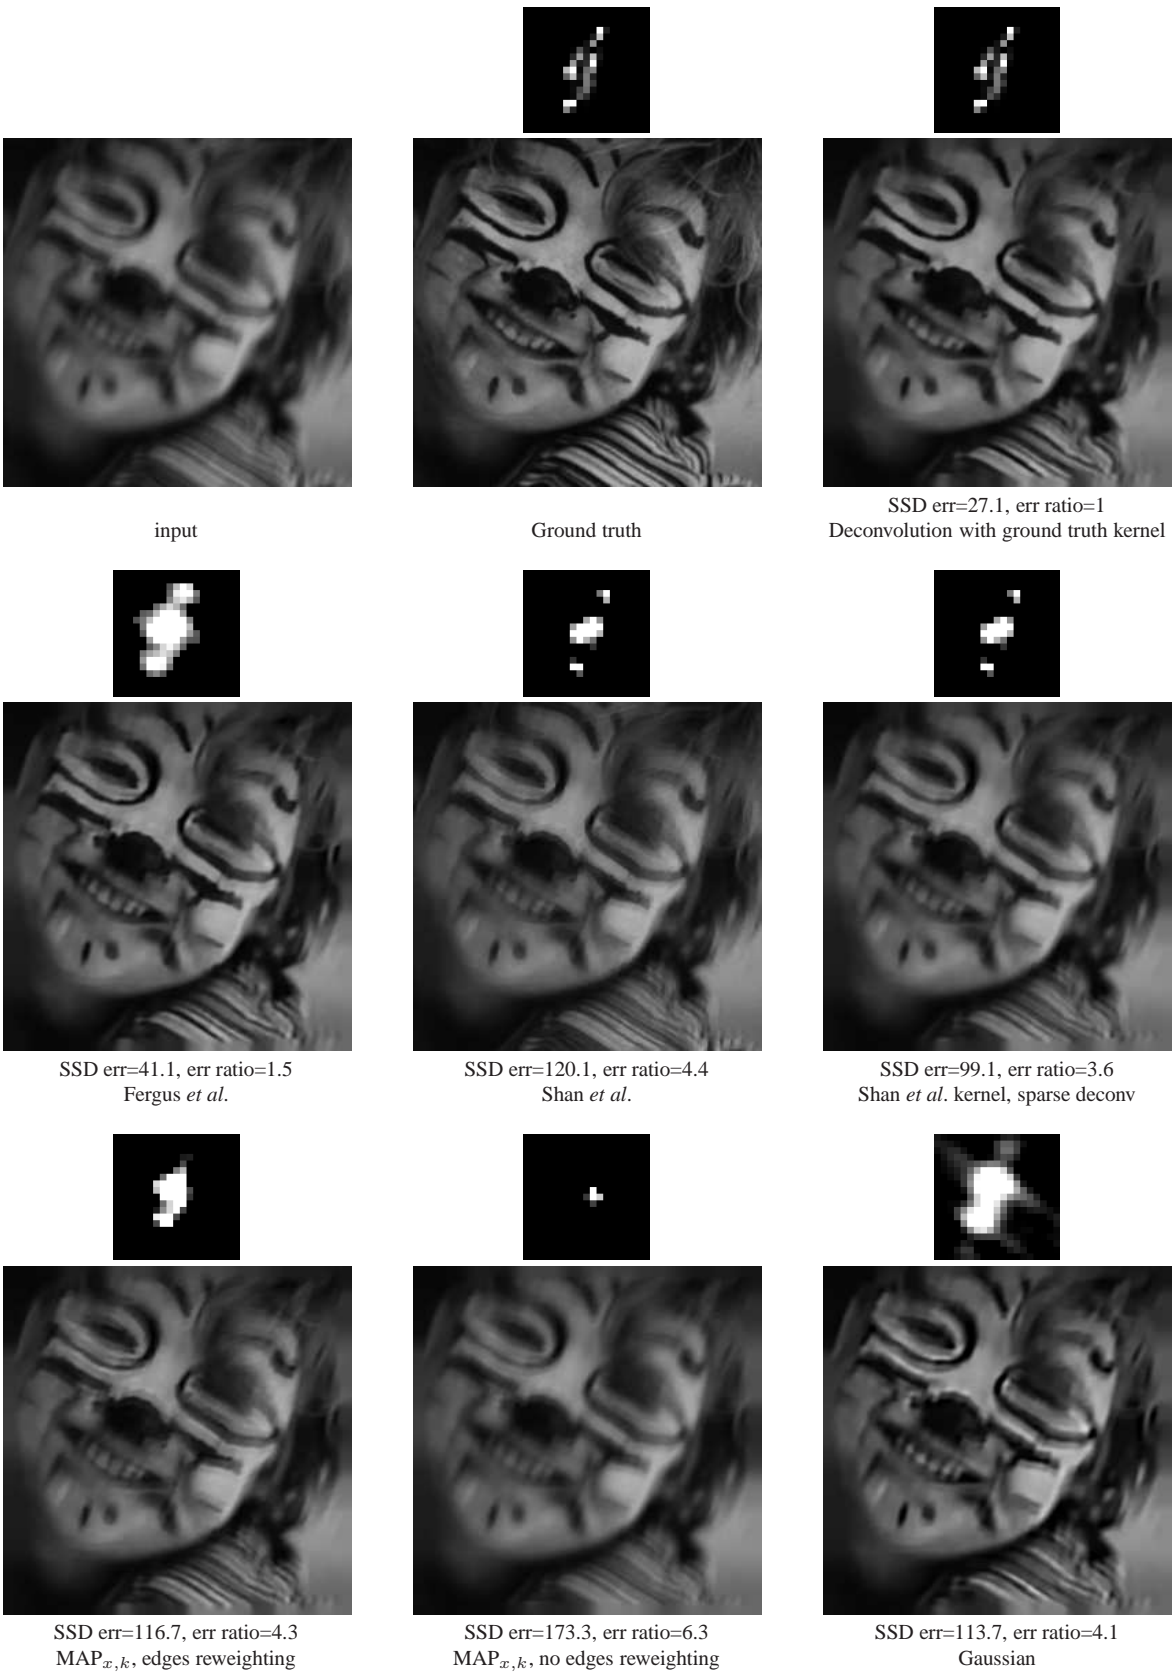 SSD err=27.1, err ratio=1
input
Ground truth
Deconvolution with ground truth kernel
SSD err=41.1, err ratio=1.5
Fergus et al.
SSD err=120.1, err ratio=4.4
Shan et al.
SSD err=99.1, err ratio=3.6
Shan et al. kernel, sparse deconv
SSD err=116.7, err ratio=4.3
MAPx,k, edges reweighting
SSD err=173.3, err ratio=6.3
MAPx,k, no edges reweighting
SSD err=113.7, err ratio=4.1
Gaussian